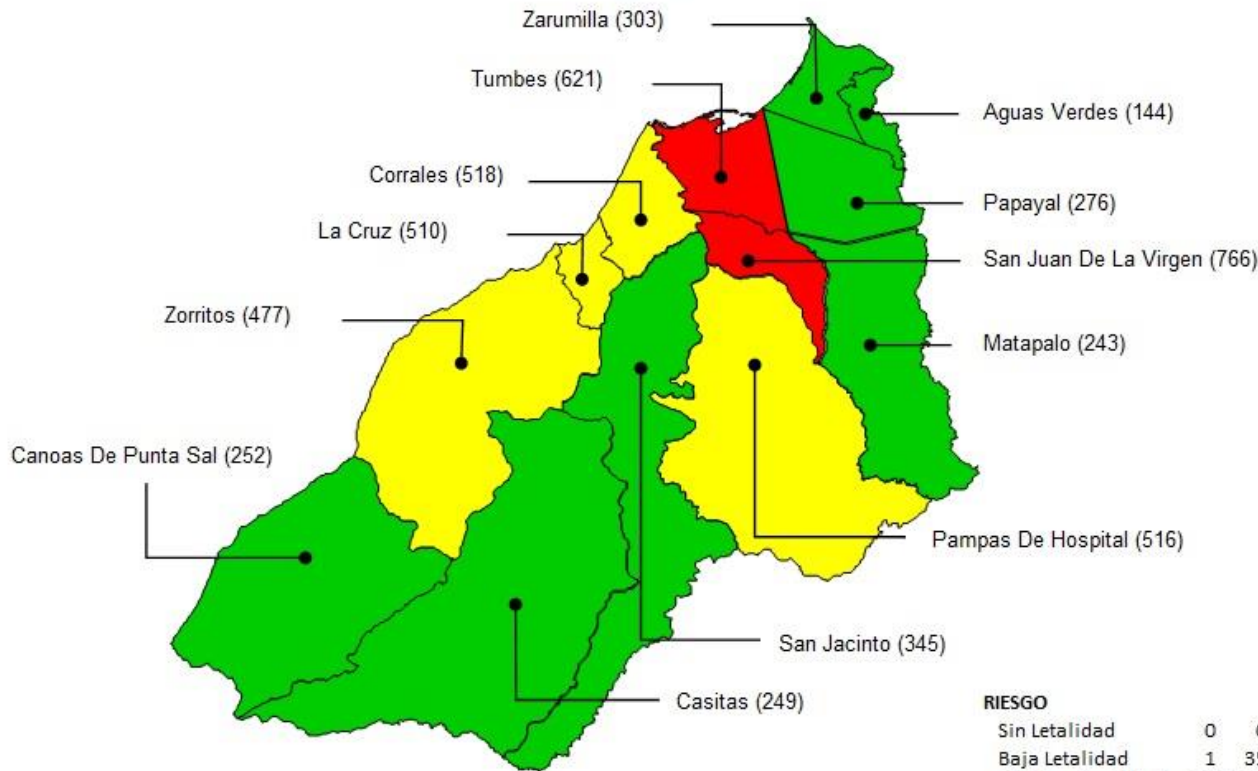 Zarumilla (303)
Tumbes (621)
Aguas Verdes (144)
Corrales (518)
Papayal (276)
La Cruz (510)
San Juan De La Virgen (766)
Zorritos (477)
Matapalo (243)
Canoas De Punta Sal (252)
Pampas De Hospital (516)
San Jacinto (345)
Casitas (249)
RIESGO
Sin Letalidad 0
Baja Letalidad 1